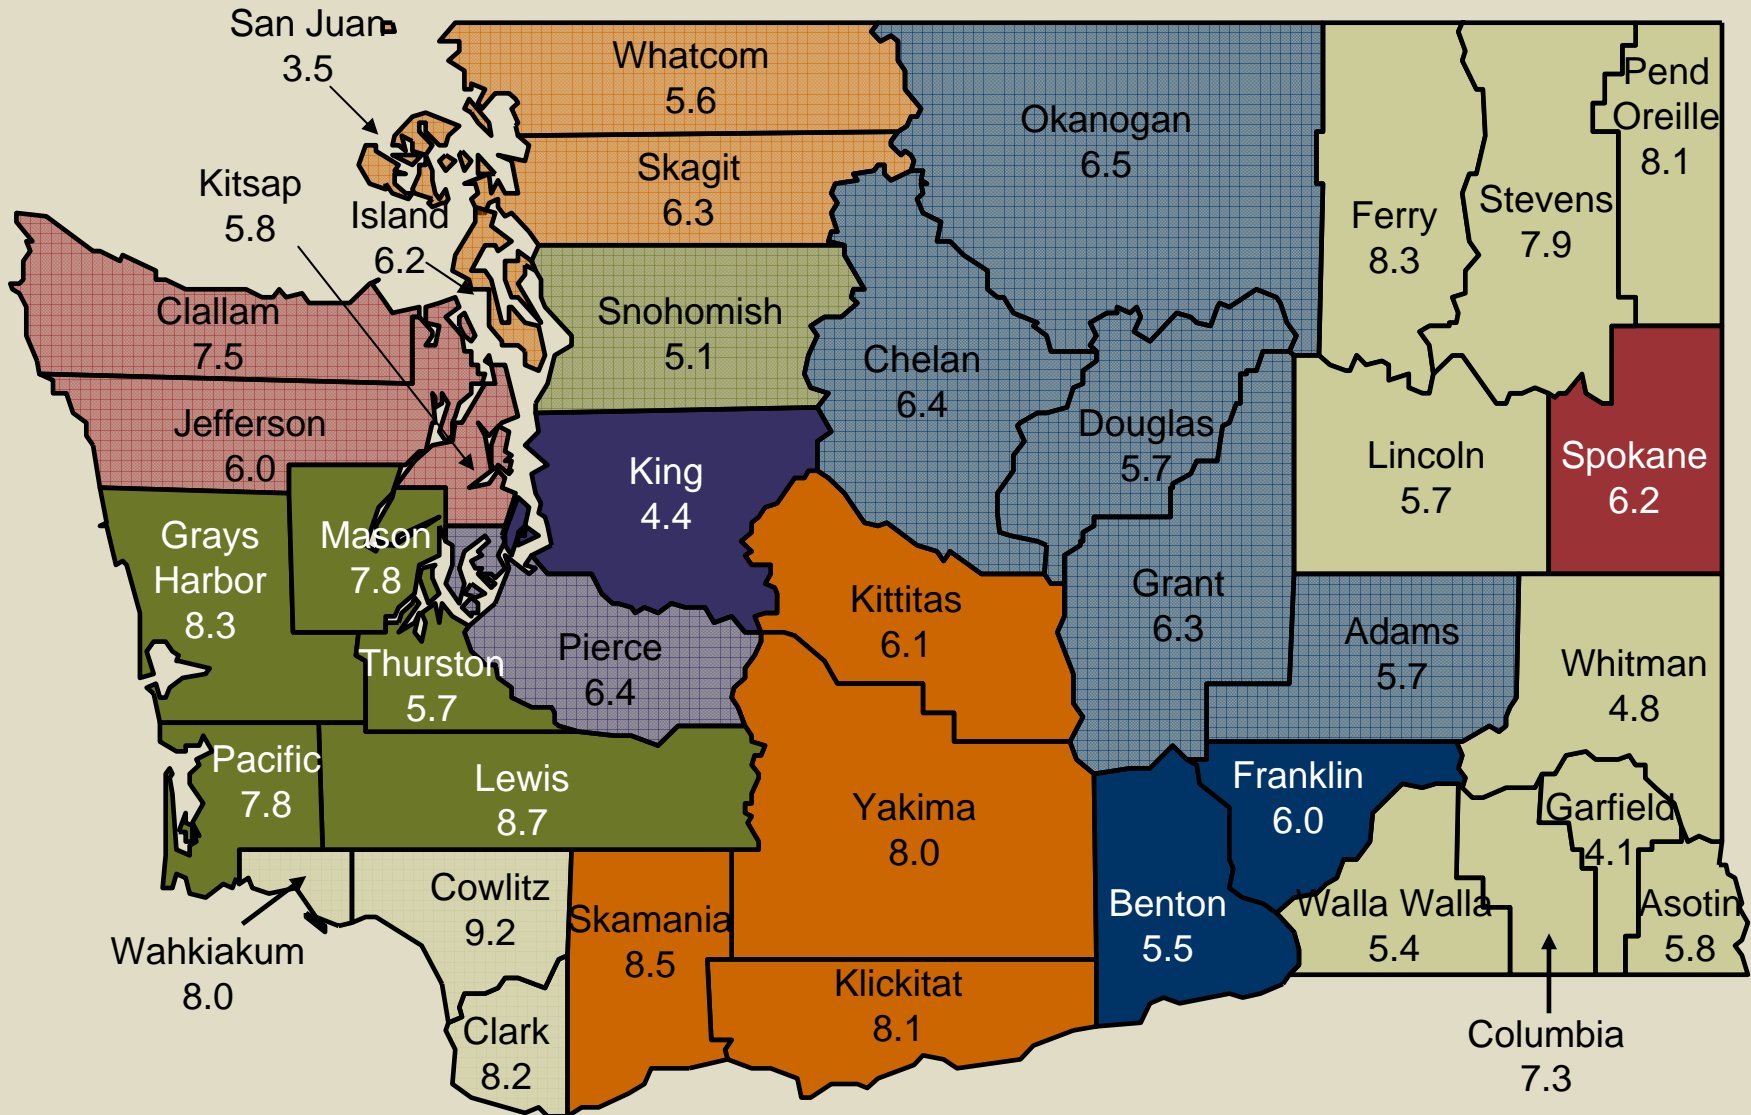 San Juan
3.5
Whatcom
5.6
Okanogan
6.5
Pend
Oreille
8.1
Skagit
6.3
Kitsap
5.8
Island
6.2
Ferry
8.3
Stevens
7.9
Clallam
7.5
Snohomish
5.1
Chelan
6.4
Jefferson
6.0
Douglas
5.7
King
4.4
Lincoln
5.7
Spokane
6.2
Grays
Harbor
8.3
Mason
7.8
Kittitas
6.1
Grant
6.3
Adams
5.7
Thurston
5.7
Pierce
6.4
Whitman
4.8
Pacific
7.8
Lewis
8.7
Yakima
8.0
Franklin
6.0
Garfield
4.1
Cowlitz
9.2
Skamania
8.5
Benton
5.5
Walla Walla
5.4
Asotin
5.8
Wahkiakum
8.0
Klickitat
8.1
Clark
8.2
Columbia
7.3